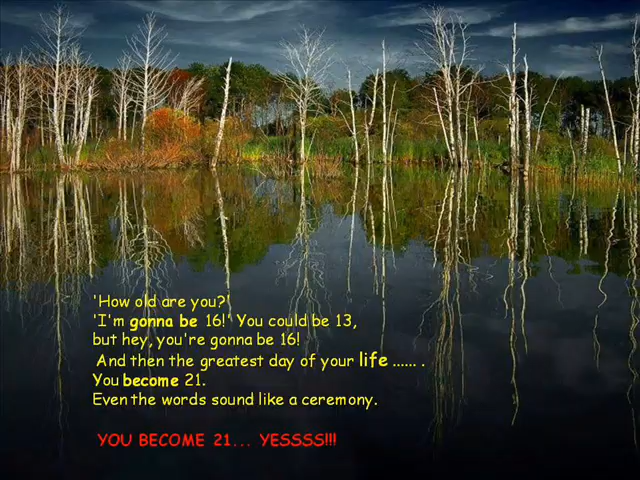 'How old are you?'
'I'm gonna be 16!' You could be 13,
but hey, you're gonna be 16!
And then the greatest day of your life ...... .
You become 21.
Even the words sound like a ceremony.
YOU BECOME 21... YESSSS!!!